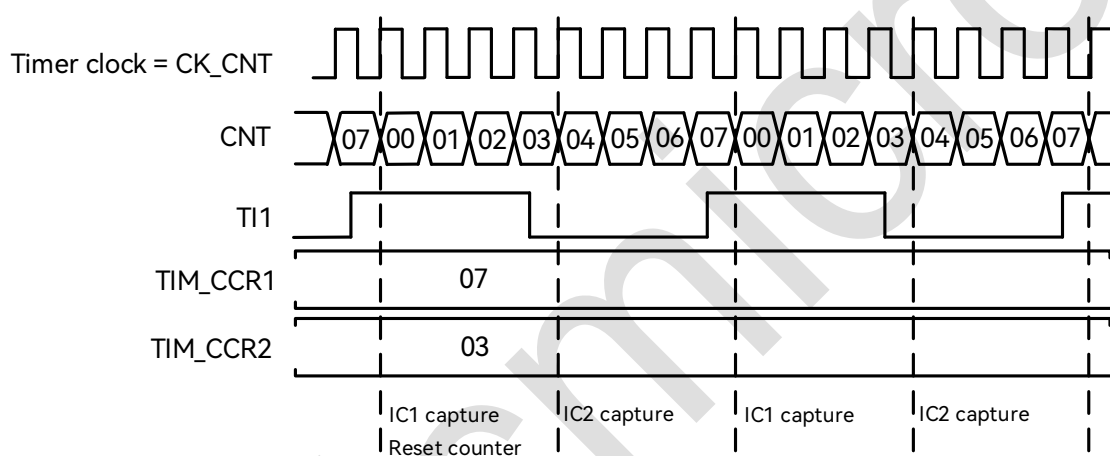 Timer clock = CK_CNT
CNT 07 00 01 02 03 04 05 06 07 00 01 02 03 04 05 06 07
TI1
TIM_CCR1 07
TIM_CCR2 03
IC1 capture IC2 capture IC1 capture IC2 capture
Reset counter